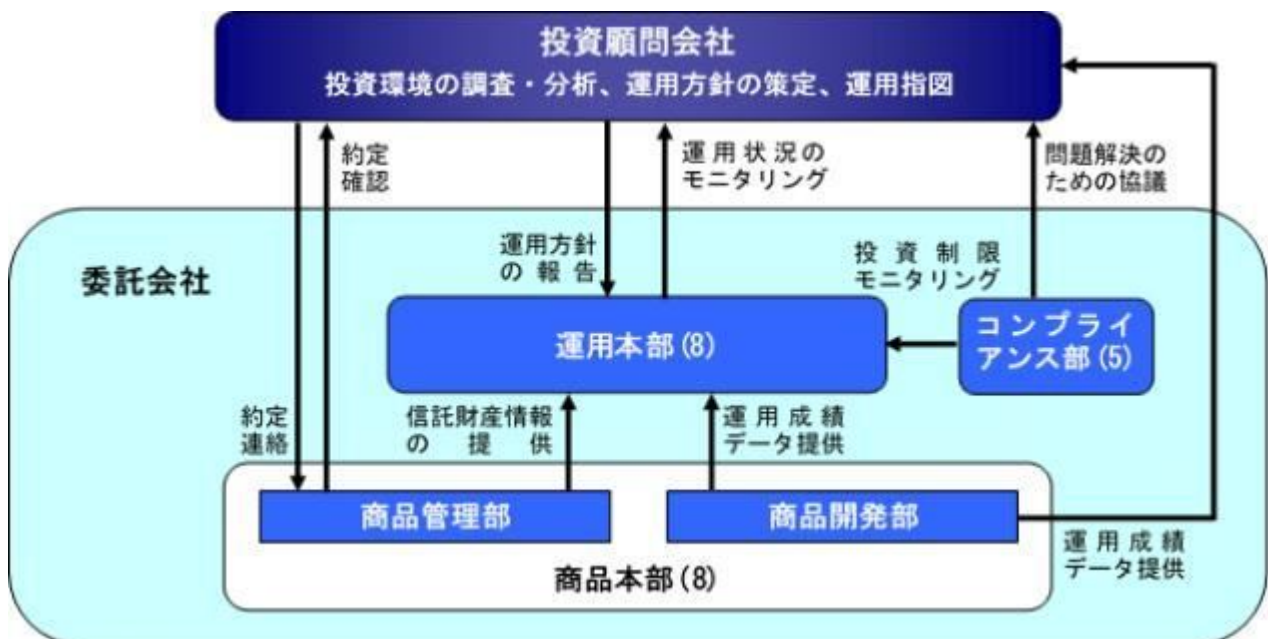 投資顧問会社
投資環境の調査・分析、運用方針の策定、運用指図
約定
確認
運用状況の
モニタリング
問題解決の
ための協議
委託会社
運用方針
の報告
投資制限
モニタリング
運用本部(8)
コンプライ
アンス部(5)
約定
連絡
信託財産情報
の提供
運用成績
データ提供
商品管理部
商品開発部
運用成績
データ提供
商品本部(8)